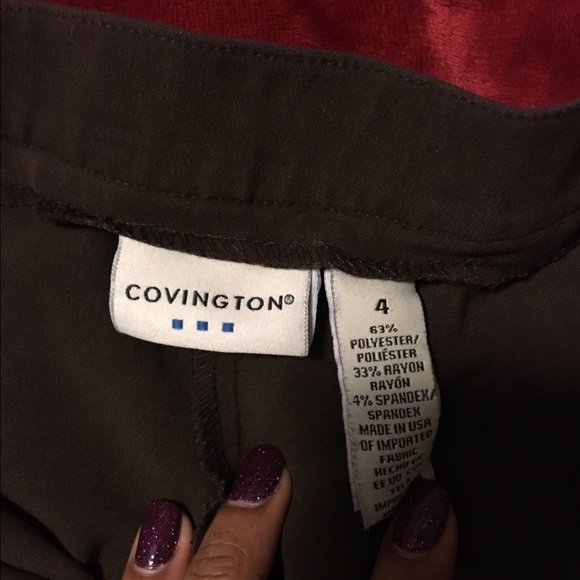 COVINGTON®
4
63%
POLYESTER/
POLIÉSTER
33% RAYON
RAYÓN
4% SPANDEX/
SPANDEX
MADE IN USA
OF IMPORTED
FABRIC
HECHO EN
EE.UU CON